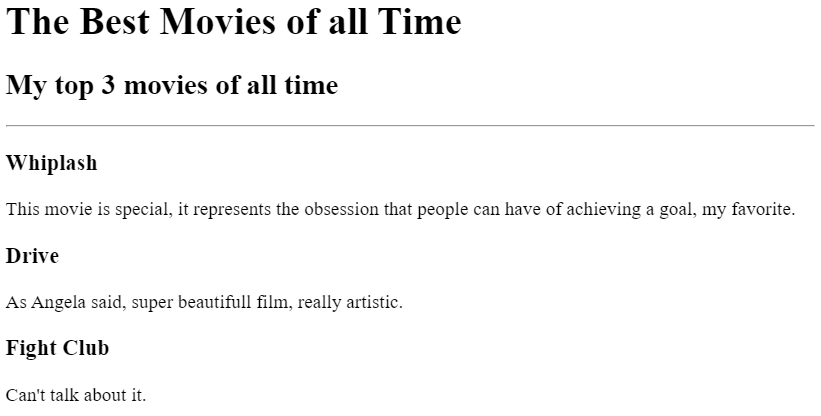 The Best Movies of all Time
My top 3 movies of all time
Whiplash
This movie is special, it represents the obsession that people can have of achieving a goal, my favorite.
Drive
As Angela said, super beautifull film, really artistic.
Fight Club
Can't talk about it.